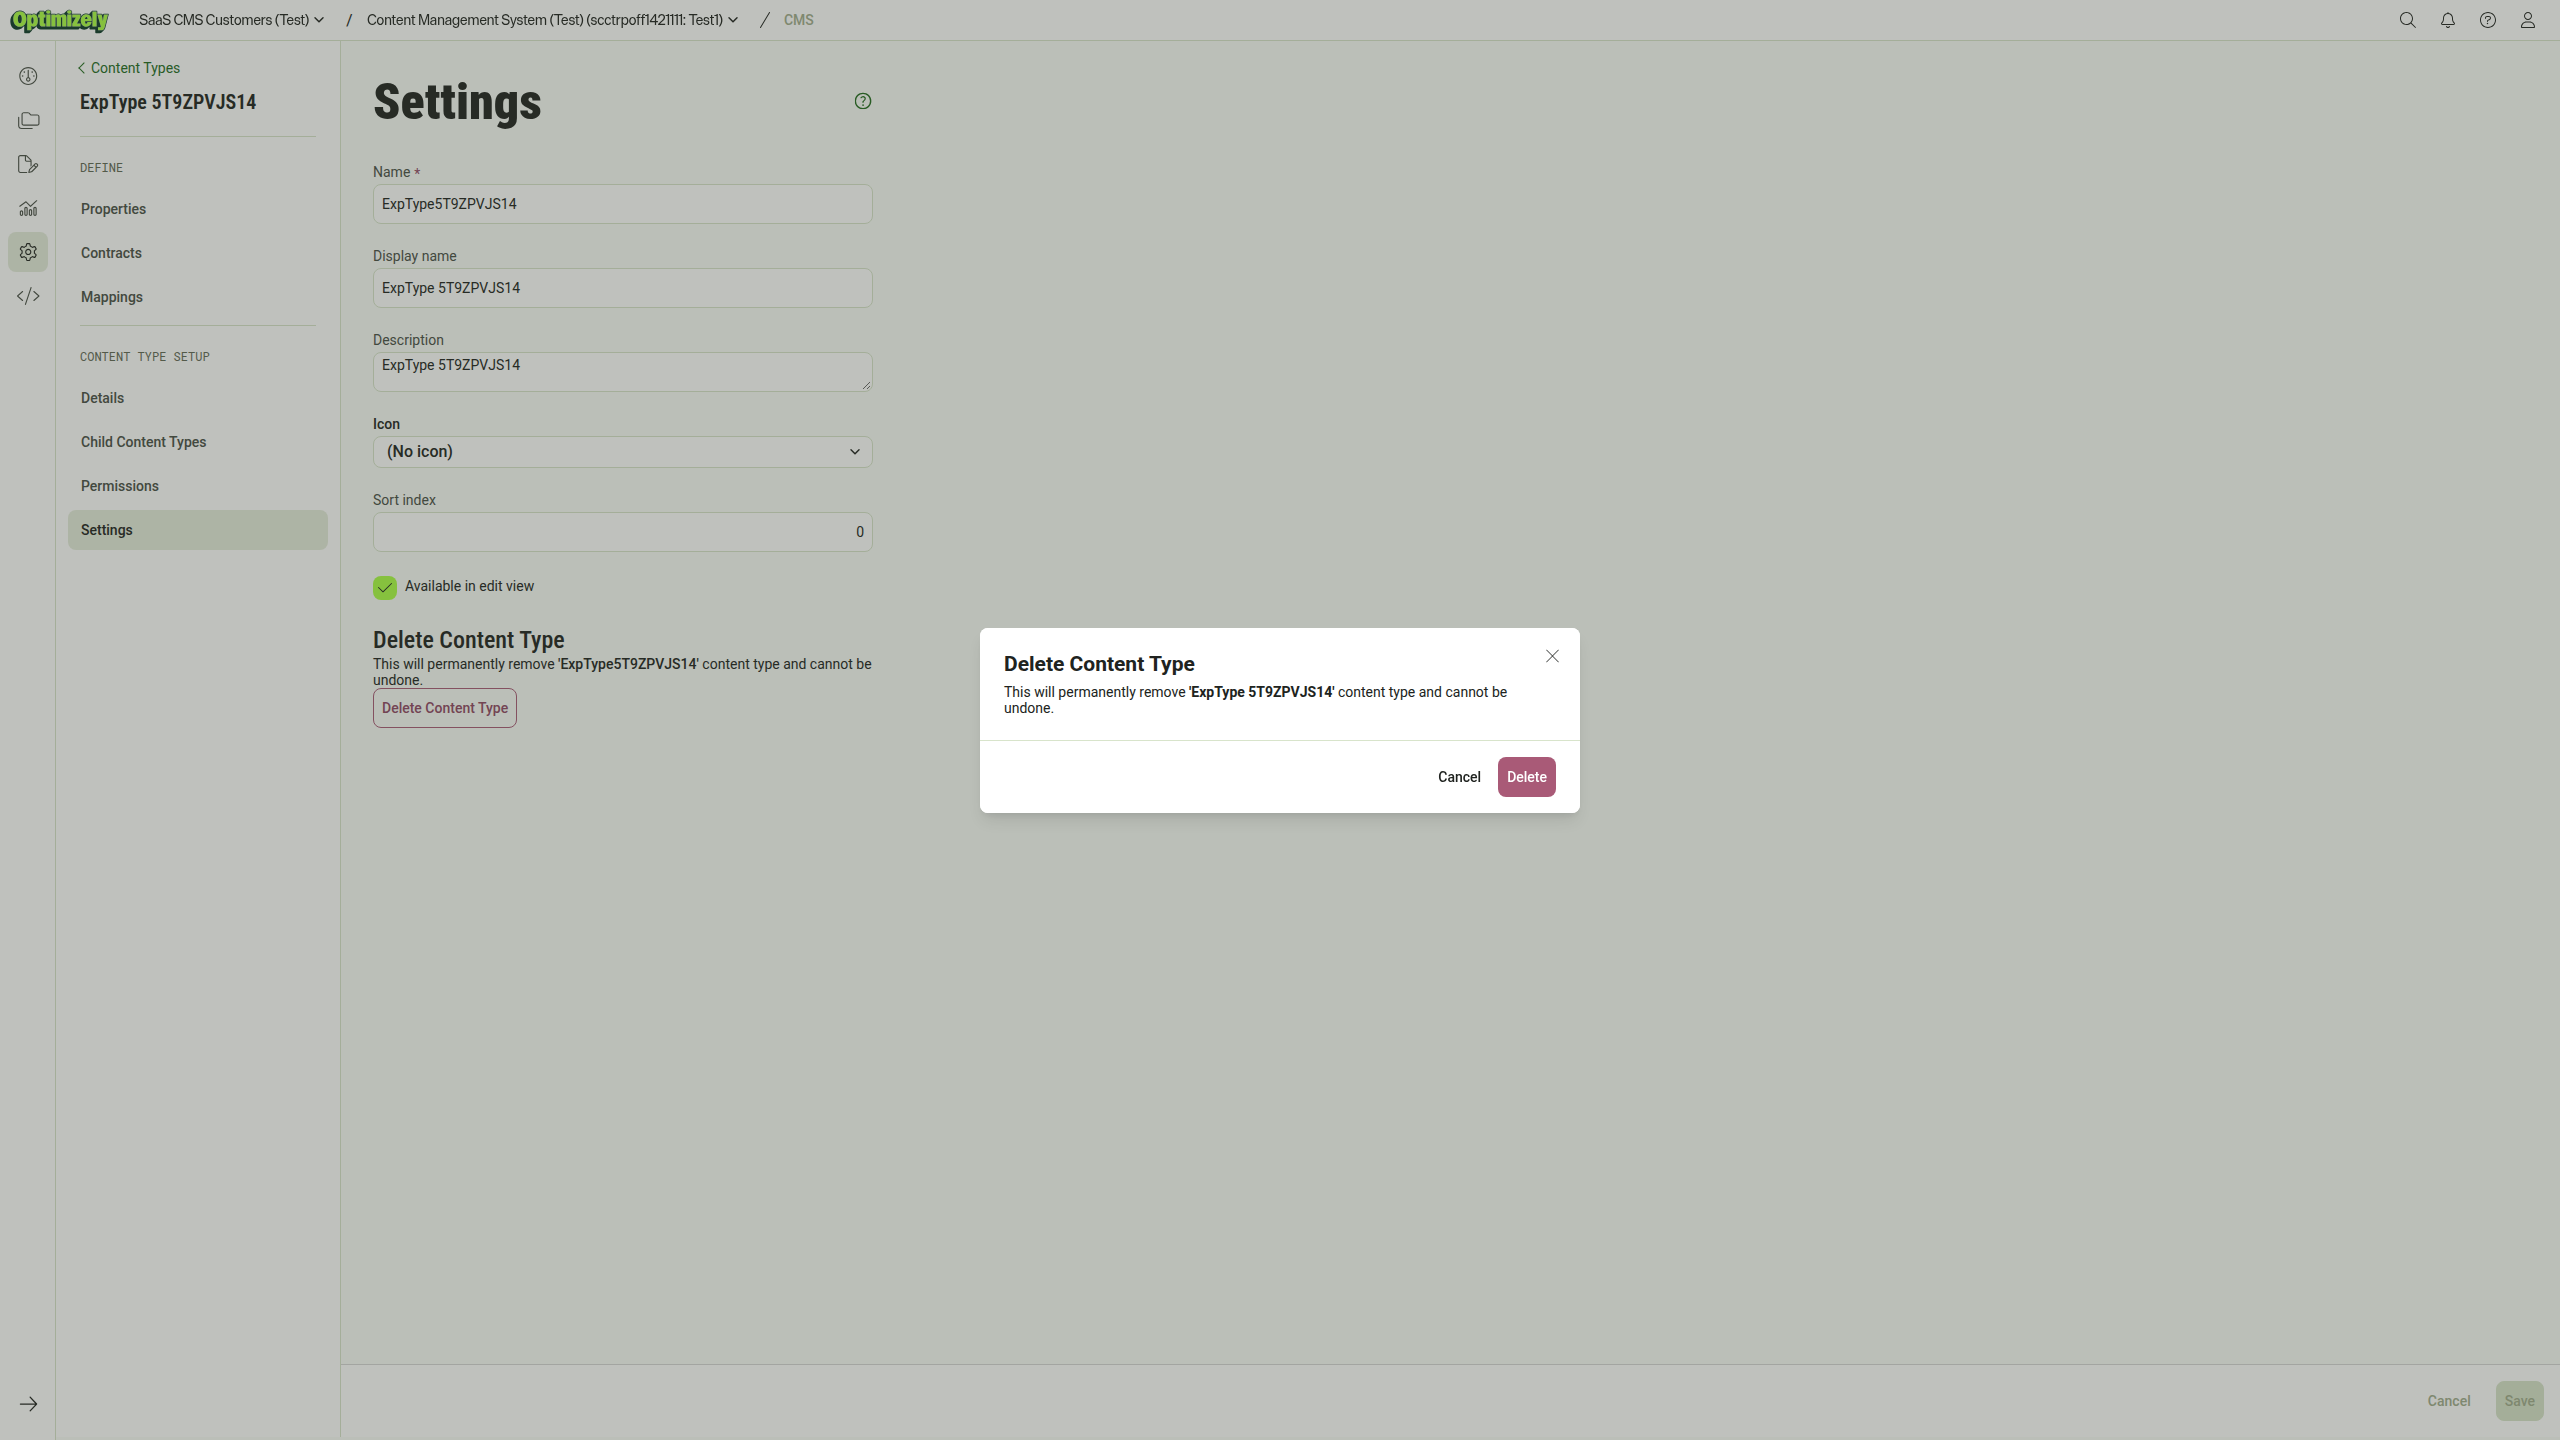 Optimizely
SaaS CMS Customers (Test) / Content Management System (Test) (scctrpoff1421111: Test1) / CMS
Content Types
ExpType 5T9ZPVJS14
DEFINE
Properties
Contracts
Mappings
CONTENT TYPE SETUP
Details
Child Content Types
Permissions
Settings
Settings
Name *
ExpType5T9ZPVJS14
Display name
ExpType 5T9ZPVJS14
Description
ExpType 5T9ZPVJS14
Icon
(No icon)
Sort index
0
Available in edit view
Delete Content Type
This will permanently remove 'ExpType5T9ZPVJS14' content type and cannot be
undone.
Delete Content Type
Delete Content Type
This will permanently remove 'ExpType 5T9ZPVJS14' content type and cannot be
undone.
Cancel Delete
Cancel Save